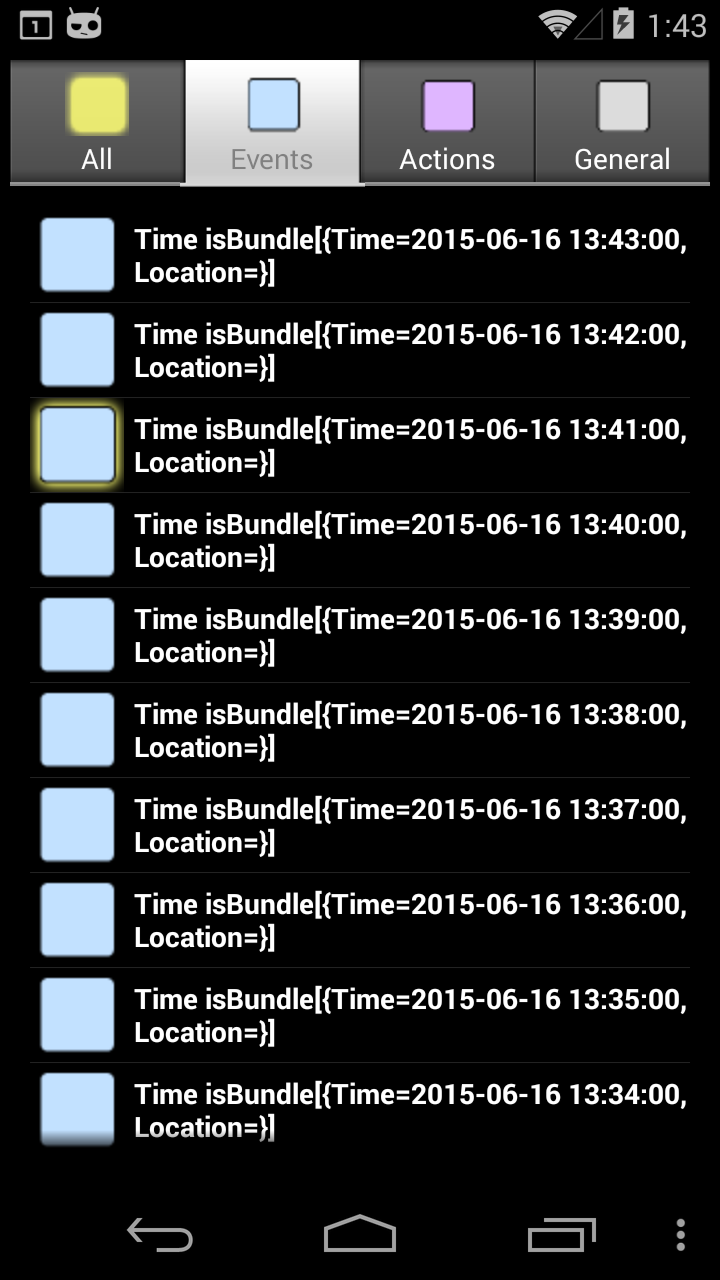 1 1:43
All Events Actions General
Time isBundle[{Time=2015-06-16 13:43:00,
Location=}]
Time isBundle[{Time=2015-06-16 13:42:00,
Location=}]
Time isBundle[{Time=2015-06-16 13:41:00,
Location=}]
Time isBundle[{Time=2015-06-16 13:40:00,
Location=}]
Time isBundle[{Time=2015-06-16 13:39:00,
Location=}]
Time isBundle[{Time=2015-06-16 13:38:00,
Location=}]
Time isBundle[{Time=2015-06-16 13:37:00,
Location=}]
Time isBundle[{Time=2015-06-16 13:36:00,
Location=}]
Time isBundle[{Time=2015-06-16 13:35:00,
Location=}]
Time isBundle[{Time=2015-06-16 13:34:00,
Location=}]